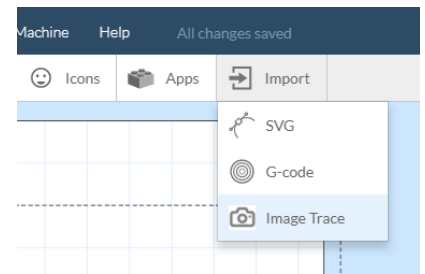 Machine Help All changes saved
Icons Apps Import
SVG
G-code
Image Trace